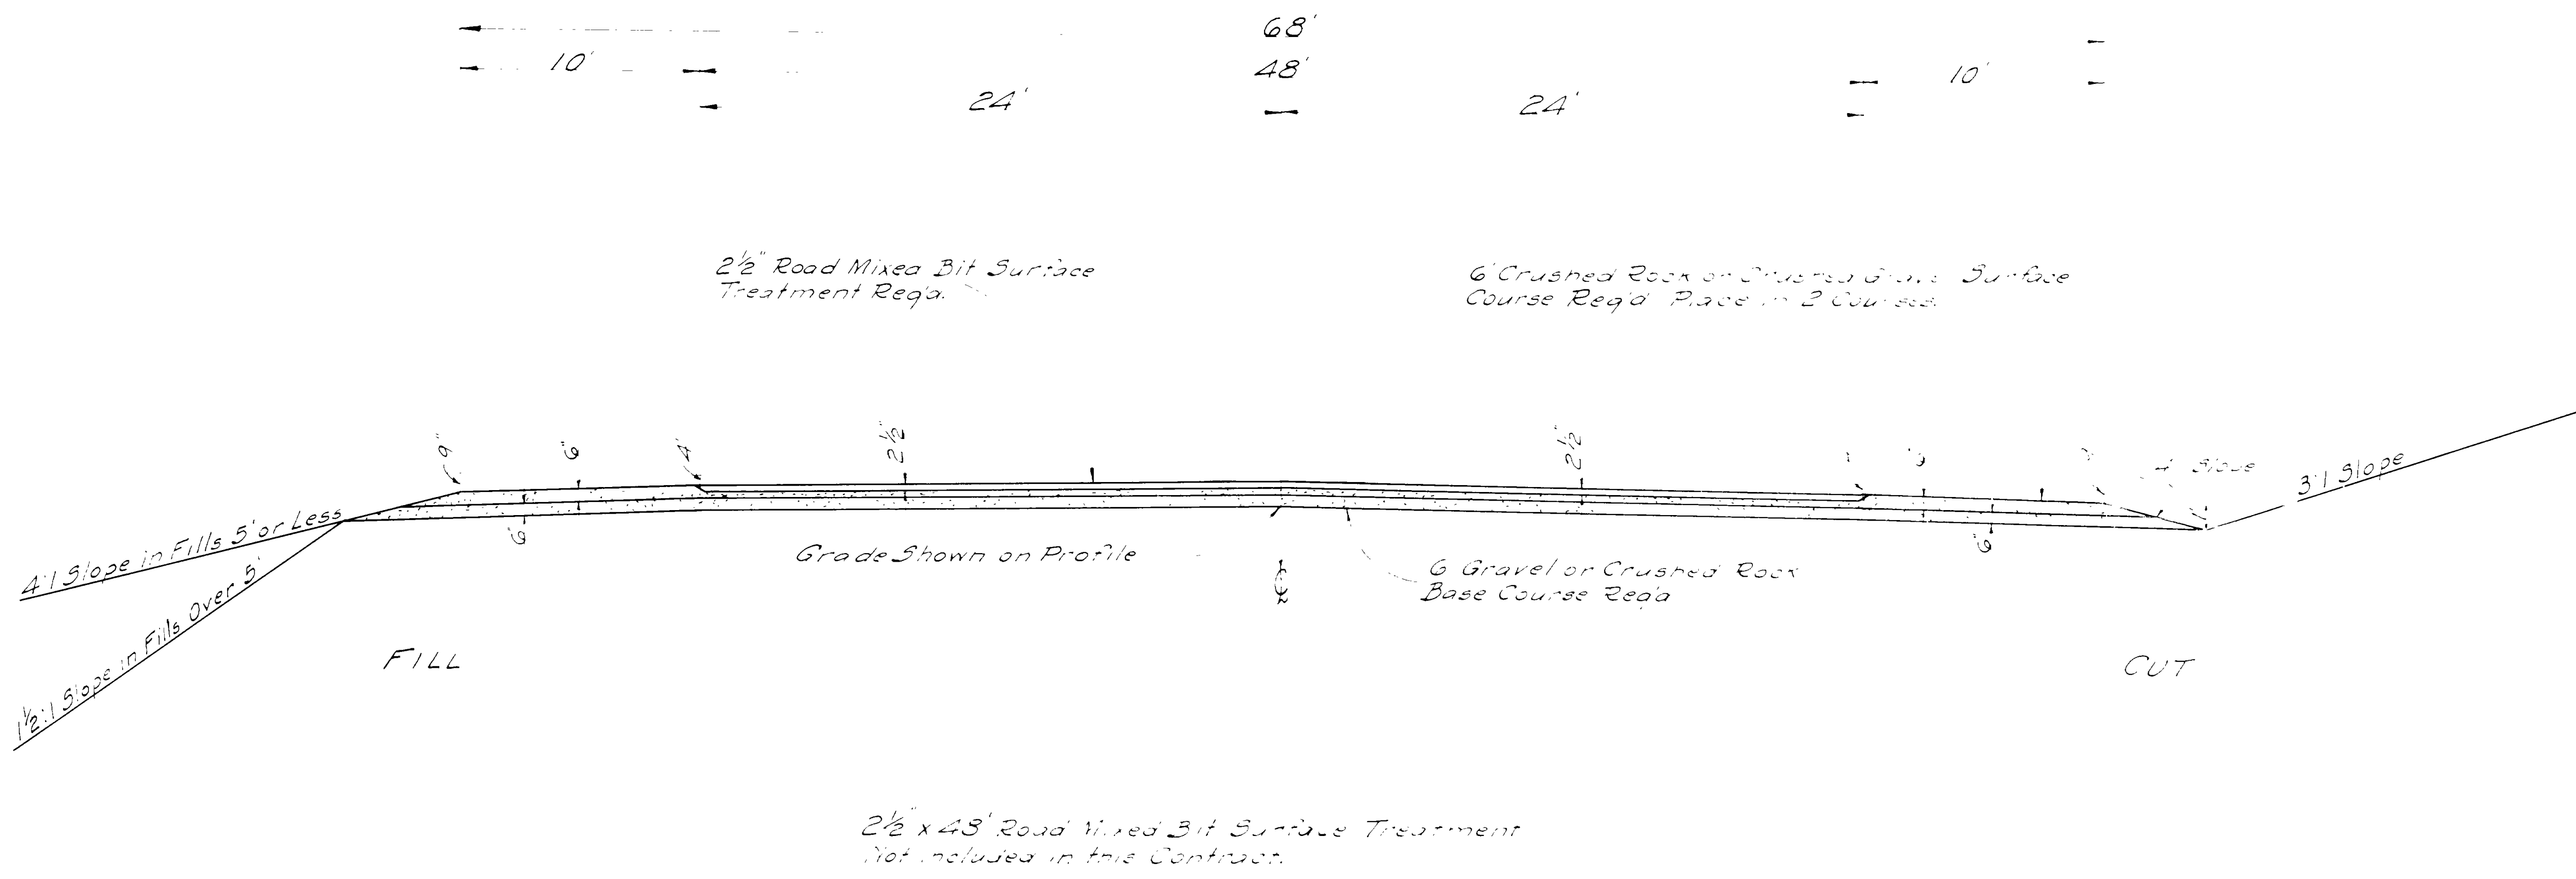 68'
10'
48'
10'
24'
24'
2½" Road Mixed Bit Surface
Treatment Req'd.
6" Crushed Rock or Crushed Gravel Surface
Course Req'd Place in 2 Courses.
9"
6"
4"
2½"
2½"
4:1 Slope
3:1 Slope
4:1 Slope in Fills 5' or Less
6"
6"
1½:1 Slope in Fills Over 5'
Grade Shown on Profile
℄
6 Gravel or Crushed Rock
Base Course Req'd
FILL
CUT
2½" x 48' Road Mixed Bit Surface Treatment
Not included in this Contract.